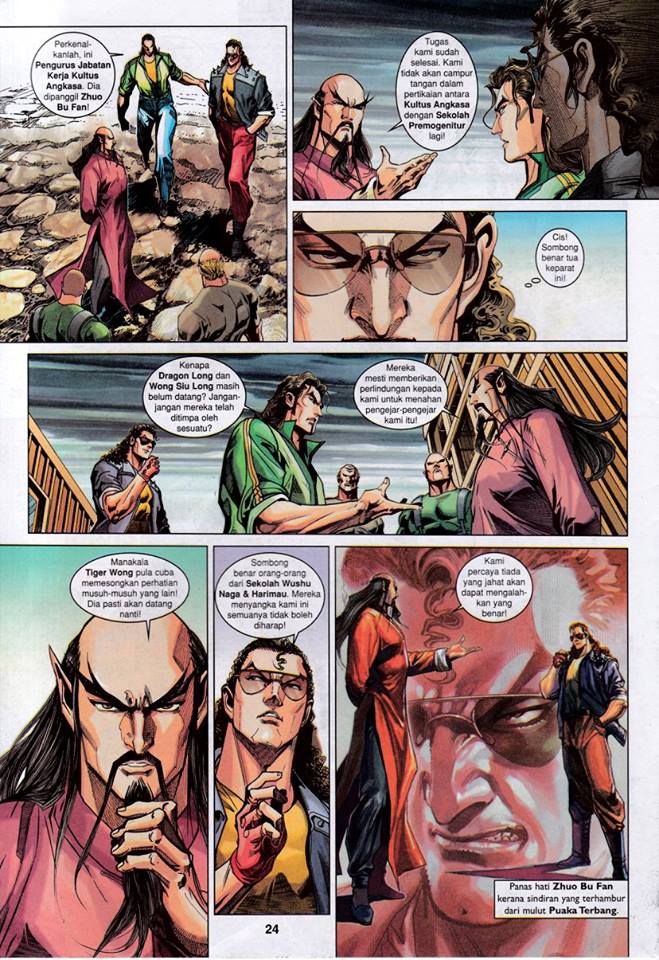 Perkenal-
kanlah, ini
Pengurus Jabatan
Kerja Kultus
Angkasa. Dia
dipanggil Zhuo
Bu Fan!
Tugas
kami sudah
selesai. Kami
tidak akan campur
tangan dalam
pertikaian antara
Kultus Angkasa
dengan Sekolah
Premogenitur
lagi!
Cis!
Sombong
benar tua
keparat
ini!
Kenapa
Dragon Long dan
Wong Siu Long masih
belum datang? Jangan-
jangan mereka telah
ditimpa oleh
sesuatu?
Mereka
mesti memberikan
perlindungan kepada
kami untuk menahan
pengejar-pengejar
kami itu!
Manakala
Tiger Wong pula cuba
memesongkan perhatian
musuh-musuh yang lain!
Dia pasti akan datang
nanti!
Sombong
benar orang-orang
dari Sekolah Wushu
Naga & Harimau. Mereka
menyangka kami ini
semuanya tidak boleh
diharap!
Kami
percaya tiada
yang jahat akan
dapat mengalah-
kan yang
benar!
Panas hati Zhuo Bu Fan
kerana sindiran yang terhambur
dari mulut Puaka Terbang.
24